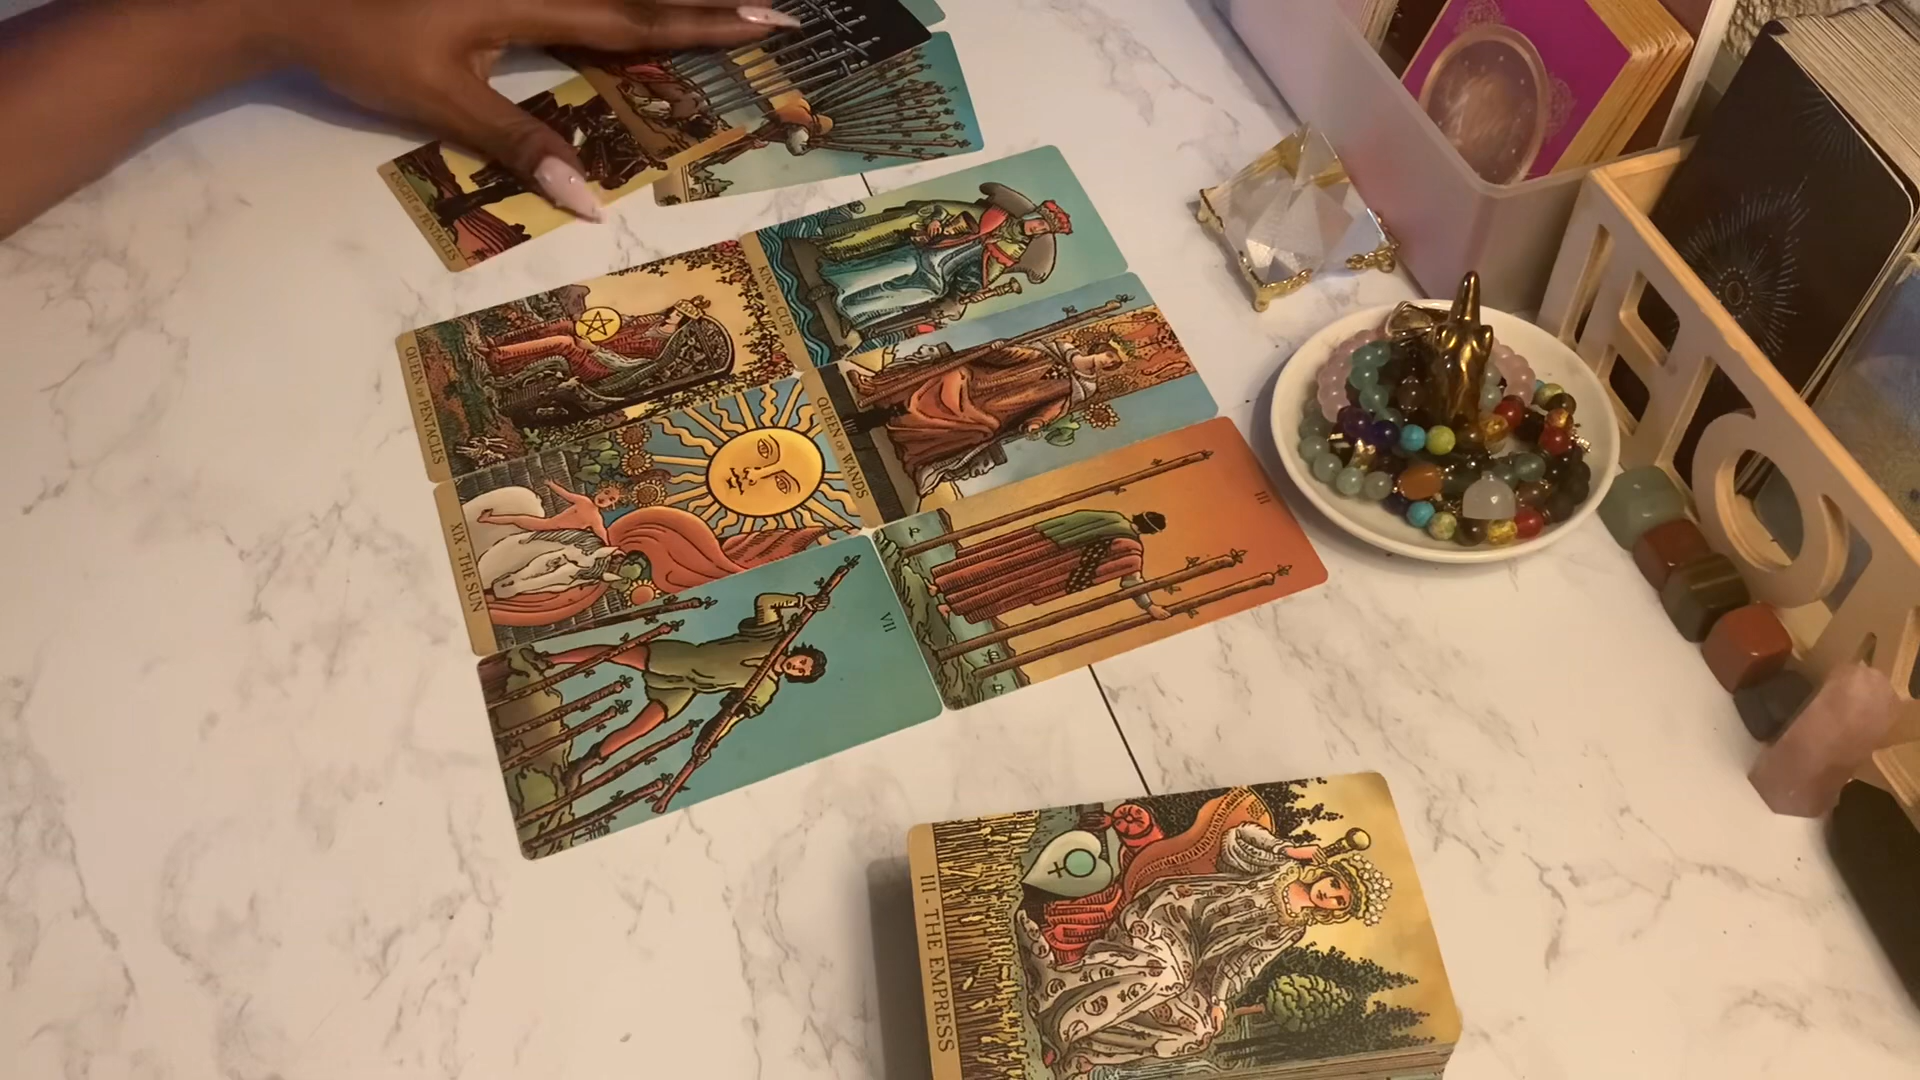 KNIGHT OF PENTACLES
X
KING OF CUPS
QUEEN OF PENTACLES
QUEEN OF WANDS
III
XIX - THE SUN
VII
III - THE EMPRESS